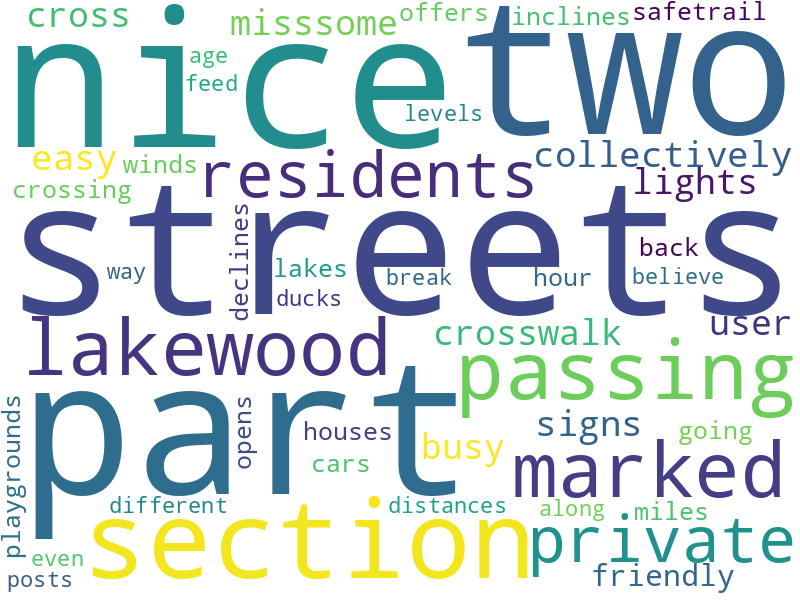 cross
misssome
offers
inclines
safetrail
nice
two
age
feed
levels
easy
winds
collectively
crossing
residents
lights
streets
declines
back
way
lakes
break
hour
believe
ducks
lakewood
crosswalk
user
passing
part
playgrounds
opens
houses
busy
signs
going
cars
marked
different
distances
along
miles
section
private
even
posts
friendly